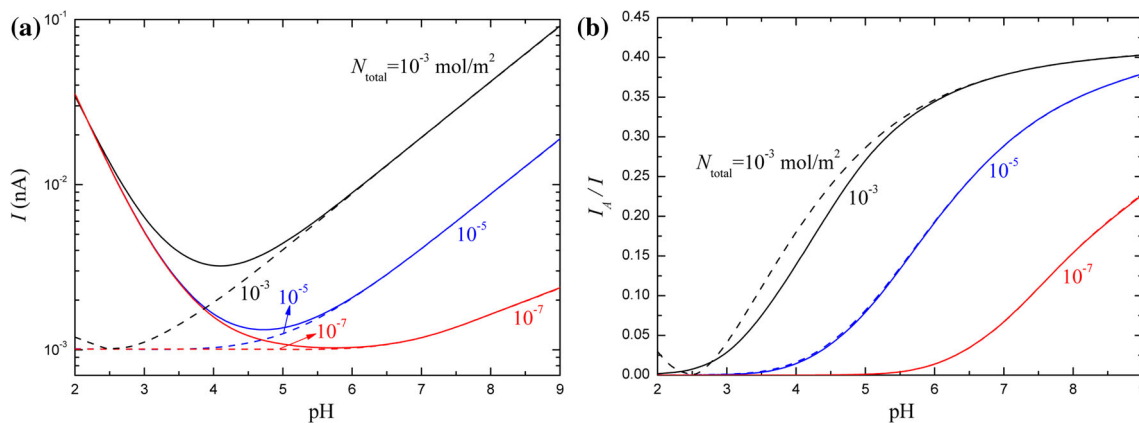 (a)
10⁻¹
10⁻²
10⁻³
I (nA)
N_total=10⁻³ mol/m²
10⁻³
10⁻⁵
10⁻⁵
10⁻⁷
10⁻⁷
2 3 4 5 6 7 8 9
pH
(b)
0.45
0.40
0.35
0.30
0.25
0.20
0.15
0.10
0.05
0.00
I_A / I
N_total=10⁻³ mol/m²
10⁻³
10⁻⁵
10⁻⁷
2 3 4 5 6 7 8
pH